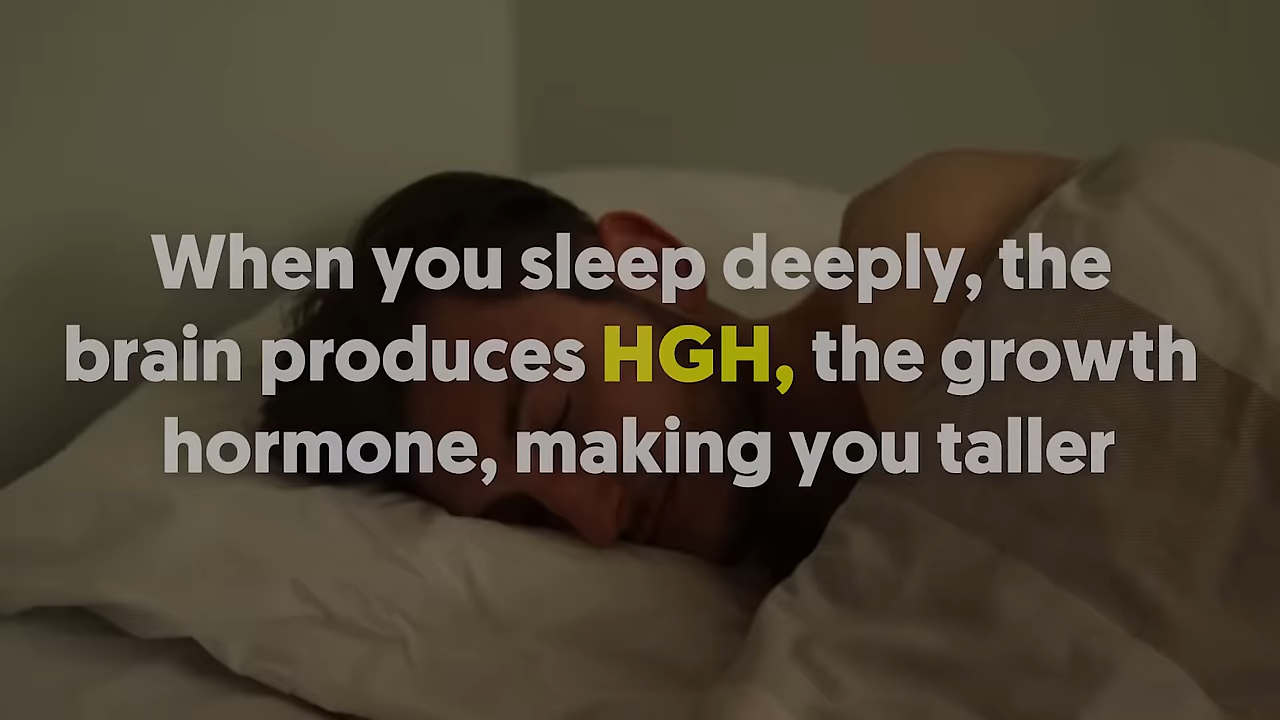 When you sleep deeply, the
brain produces HGH, the growth
hormone, making you taller